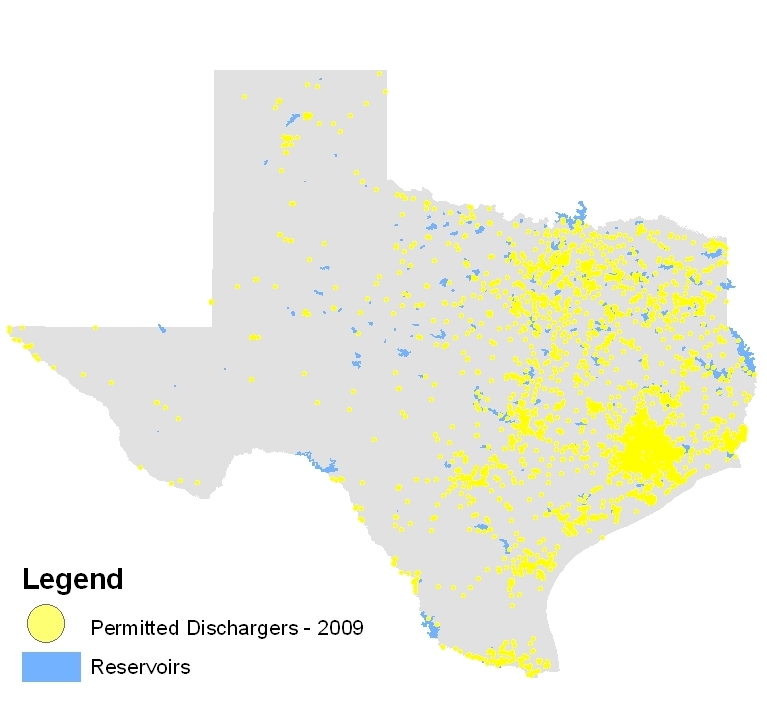 Legend
Permitted Dischargers - 2009
Reservoirs